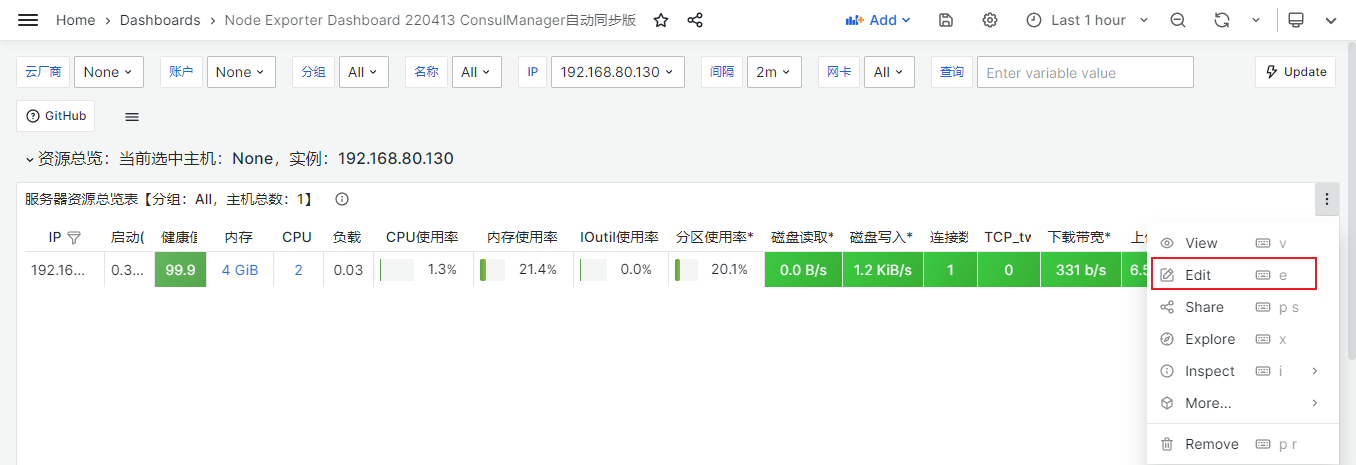 Home > Dashboards > Node Exporter Dashboard 220413 ConsulManager自动同步版 Add Last 1 hour
云厂商 None 账户 None 分组 All 名称 All IP 192.168.80.130 间隔 2m 网卡 All 查询 Enter variable value Update
GitHub
资源总览：当前选中主机：None，实例：192.168.80.130
服务器资源总览表【分组：All，主机总数：1】
IP 启动( 健康值 内存 CPU 负载 CPU使用率 内存使用率 IOutil使用率 分区使用率* 磁盘读取* 磁盘写入* 连接数 TCP_tw 下载带宽* 上
192.16... 0.3... 99.9 4 GiB 2 0.03 1.3% 21.4% 0.0% 20.1% 0.0 B/s 1.2 KiB/s 1 0 331 b/s 6.5
View v
Edit e
Share p s
Explore x
Inspect i >
More... >
Remove p r